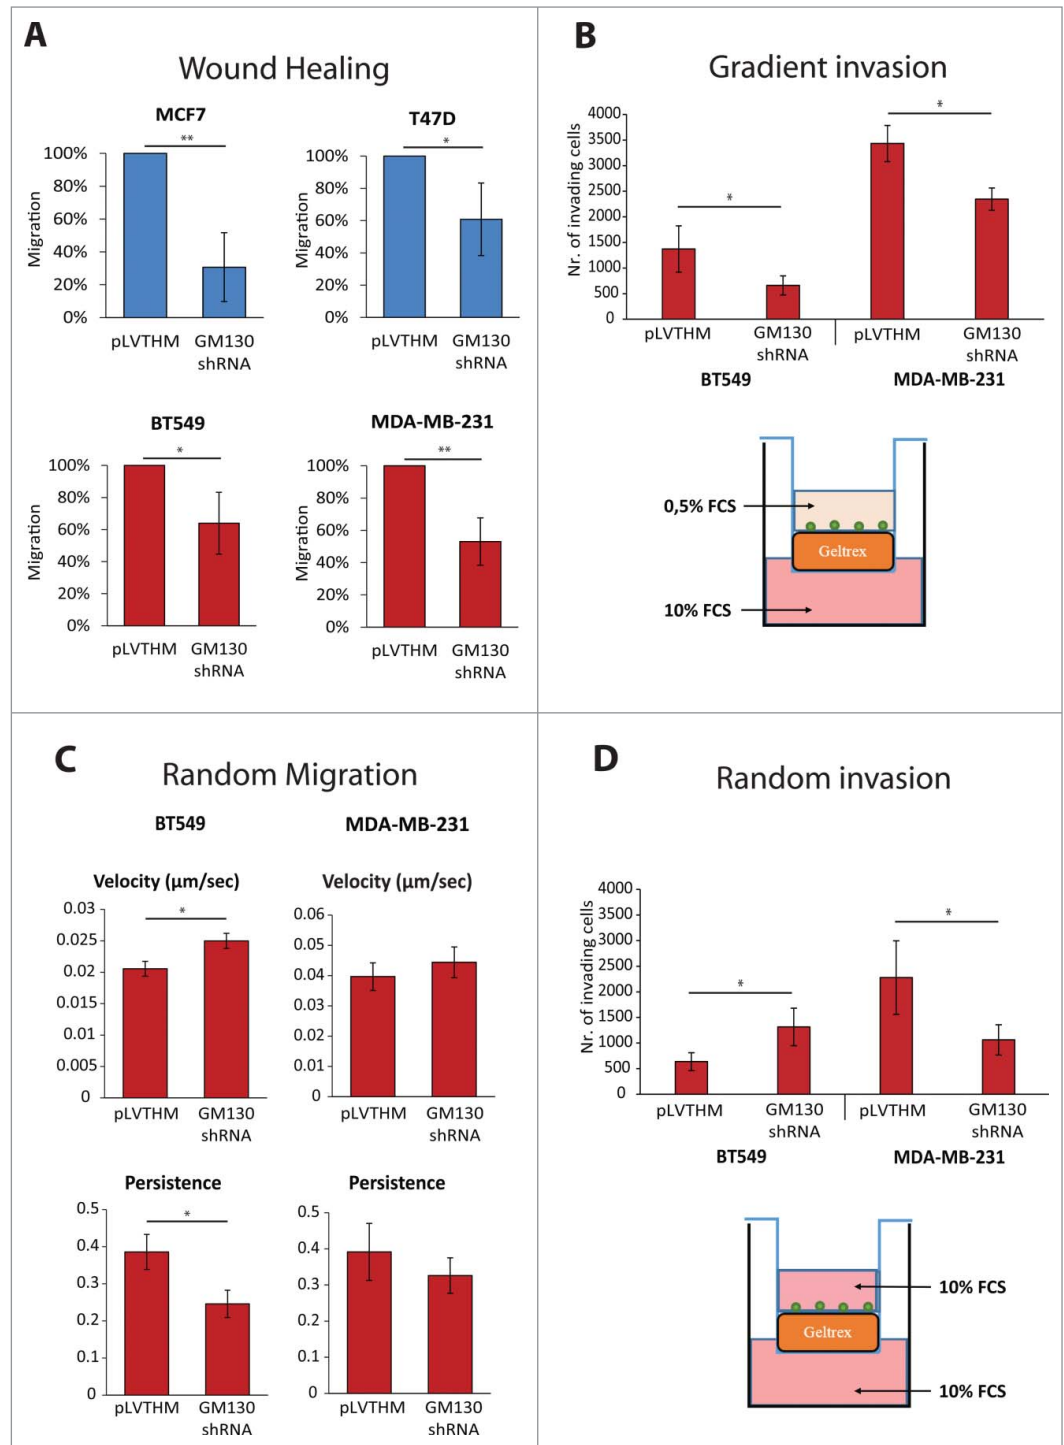 A
Wound Healing
MCF7
**
100%
80%
60%
40%
20%
0%
Migration
pLVTHM
GM130
shRNA
T47D
*
100%
80%
60%
40%
20%
0%
Migration
pLVTHM
GM130
shRNA
BT549
*
100%
80%
60%
40%
20%
0%
Migration
pLVTHM
GM130
shRNA
MDA-MB-231
**
100%
80%
60%
40%
20%
0%
Migration
pLVTHM
GM130
shRNA
B
Gradient invasion
4000
3500
3000
2500
2000
1500
1000
500
0
Nr. of invading cells
*
*
pLVTHM
GM130
shRNA
pLVTHM
GM130
shRNA
BT549
MDA-MB-231
0,5% FCS
Geltrex
10% FCS
C
Random Migration
BT549
Velocity (µm/sec)
*
0.03
0.025
0.02
0.015
0.01
0.005
0
pLVTHM
GM130
shRNA
MDA-MB-231
Velocity (µm/sec)
0.06
0.05
0.04
0.03
0.02
0.01
0
pLVTHM
GM130
shRNA
Persistence
*
0.5
0.4
0.3
0.2
0.1
0
pLVTHM
GM130
shRNA
Persistence
0.5
0.4
0.3
0.2
0.1
0
pLVTHM
GM130
shRNA
D
Random invasion
4000
3500
3000
2500
2000
1500
1000
500
0
Nr. of invading cells
*
*
pLVTHM
GM130
shRNA
pLVTHM
GM130
shRNA
BT549
MDA-MB-231
10% FCS
Geltrex
10% FCS